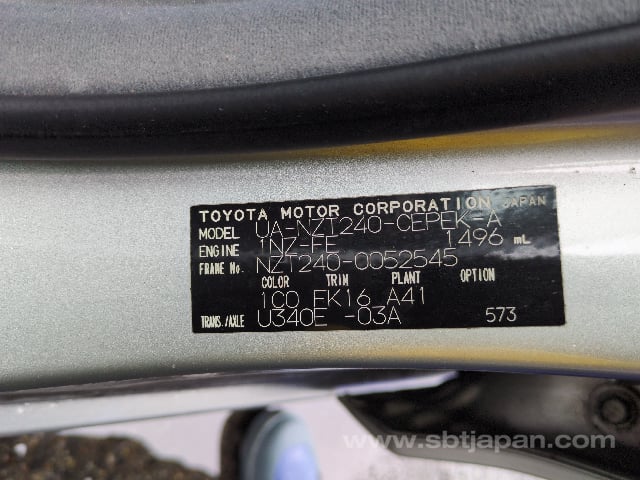 TOYOTA MOTOR CORPORATION JAPAN
MODEL UA-NZT240-CEPEK-A
ENGINE 1NZ-FE 1496 mL
FRAME No. NZT240-0052545
COLOR TRIM PLANT OPTION
1C0 FK16 A41
TRANS./AXLE U340E -03A 573
www.sbtjapan.com